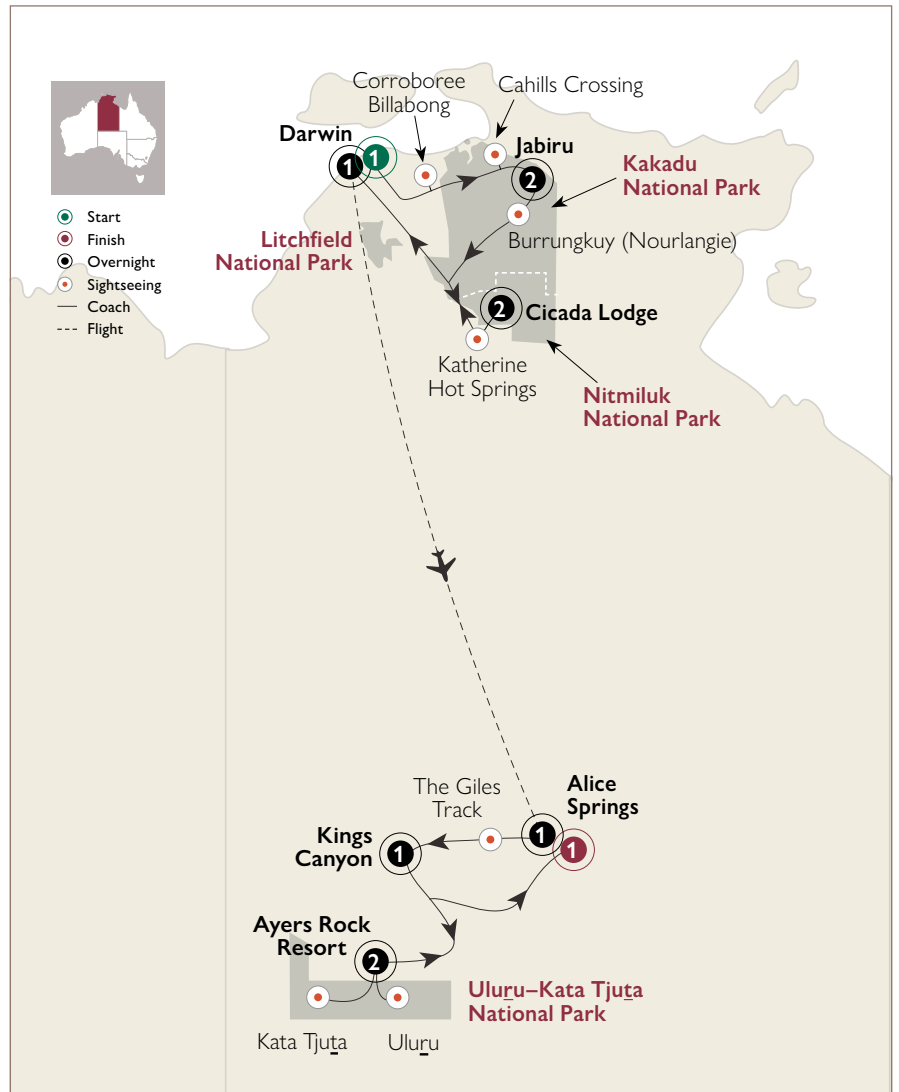 Corroboree
Billabong
Cahills Crossing
Darwin
1
1
Jabiru
2
Kakadu
National Park
Start
Finish
Overnight
Sightseeing
Coach
Flight
Litchfield
National Park
Burrungkuy (Nourlangie)
2
Cicada Lodge
Katherine
Hot Springs
Nitmiluk
National Park
The Giles
Track
Alice
Springs
1
1
Kings
Canyon
1
Ayers Rock
Resort
2
Uluṟu–Kata Tjuṯa
National Park
Kata Tjuṯa
Uluṟu